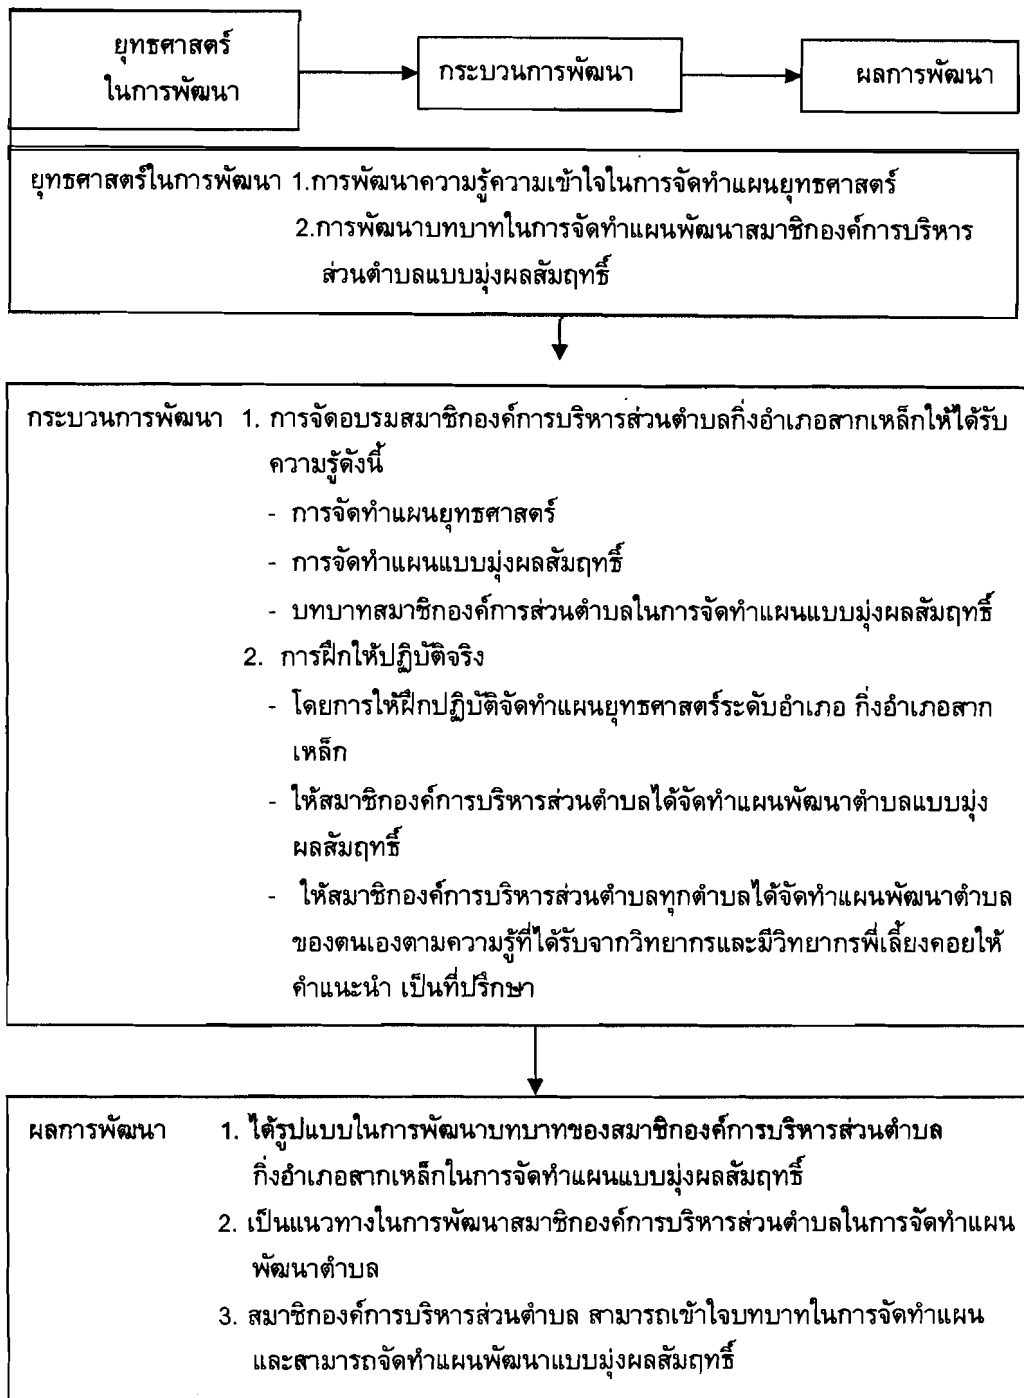 ยุทธศาสตร์
ในการพัฒนา
กระบวนการพัฒนา
ผลการพัฒนา
ยุทธศาสตร์ในการพัฒนา 1.การพัฒนาความรู้ความเข้าใจในการจัดทำแผนยุทธศาสตร์
2.การพัฒนาบทบาทในการจัดทำแผนพัฒนาสมาชิกองค์การบริหาร
ส่วนตำบลแบบมุ่งผลสัมฤทธิ์
กระบวนการพัฒนา 1. การจัดอบรมสมาชิกองค์การบริหารส่วนตำบลกิ่งอำเภอสากเหล็กให้ได้รับ
ความรู้ดังนี้
- การจัดทำแผนยุทธศาสตร์
- การจัดทำแผนแบบมุ่งผลสัมฤทธิ์
- บทบาทสมาชิกองค์การส่วนตำบลในการจัดทำแผนแบบมุ่งผลสัมฤทธิ์
2. การฝึกให้ปฏิบัติจริง
- โดยการให้ฝึกปฏิบัติจัดทำแผนยุทธศาสตร์ระดับอำเภอ กิ่งอำเภอสาก
เหล็ก
- ให้สมาชิกองค์การบริหารส่วนตำบลได้จัดทำแผนพัฒนาตำบลแบบมุ่ง
ผลสัมฤทธิ์
- ให้สมาชิกองค์การบริหารส่วนตำบลทุกตำบลได้จัดทำแผนพัฒนาตำบล
ของตนเองตามความรู้ที่ได้รับจากวิทยากรและมีวิทยากรพี่เลี้ยงคอยให้
คำแนะนำ เป็นที่ปรึกษา
ผลการพัฒนา 1. ได้รูปแบบในการพัฒนาบทบาทของสมาชิกองค์การบริหารส่วนตำบล
กิ่งอำเภอสากเหล็กในการจัดทำแผนแบบมุ่งผลสัมฤทธิ์
2. เป็นแนวทางในการพัฒนาสมาชิกองค์การบริหารส่วนตำบลในการจัดทำแผน
พัฒนาตำบล
3. สมาชิกองค์การบริหารส่วนตำบล สามารถเข้าใจบทบาทในการจัดทำแผน
และสามารถจัดทำแผนพัฒนาแบบมุ่งผลสัมฤทธิ์